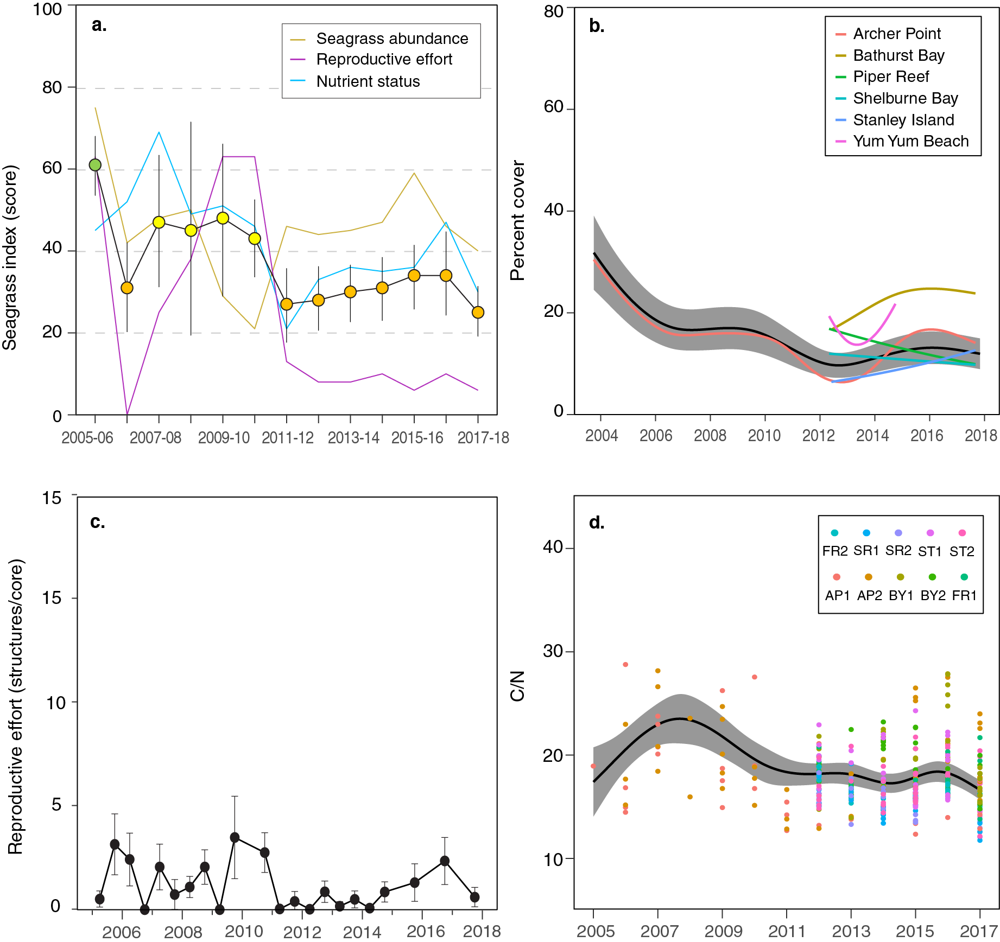 a.
Seagrass index (score)
100
80
60
40
20
0
Seagrass abundance
Reproductive effort
Nutrient status
2005-06 2007-08 2009-10 2011-12 2013-14 2015-16 2017-18
b.
Percent cover
80
60
40
20
0
Archer Point
Bathurst Bay
Piper Reef
Shelburne Bay
Stanley Island
Yum Yum Beach
2004 2006 2008 2010 2012 2014 2016 2018
c.
Reproductive effort (structures/core)
15
15
10
5
0
2006 2008 2010 2012 2014 2016 2018
d.
C/N
40
30
20
10
FR2 SR1 SR2 ST1 ST2
AP1 AP2 BY1 BY2 FR1
2005 2007 2009 2011 2013 2015 2017